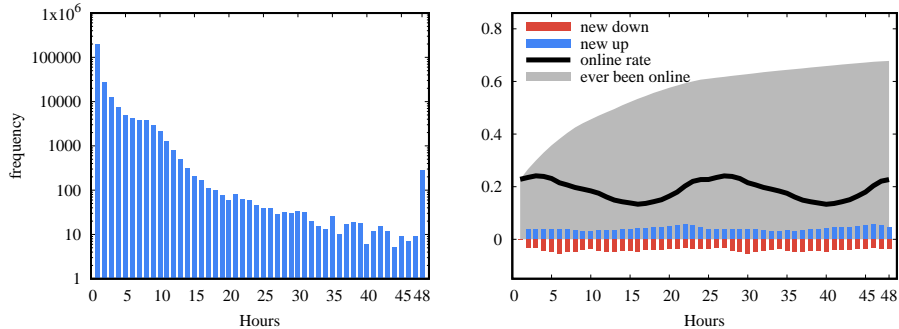 1x10⁶
100000
10000
1000
100
10
1
frequency
0 5 10 15 20 25 30 35 40 45 48
Hours
0.8
0.6
0.4
0.2
0
new down
new up
online rate
ever been online
0 5 10 15 20 25 30 35 40 45 48
Hours